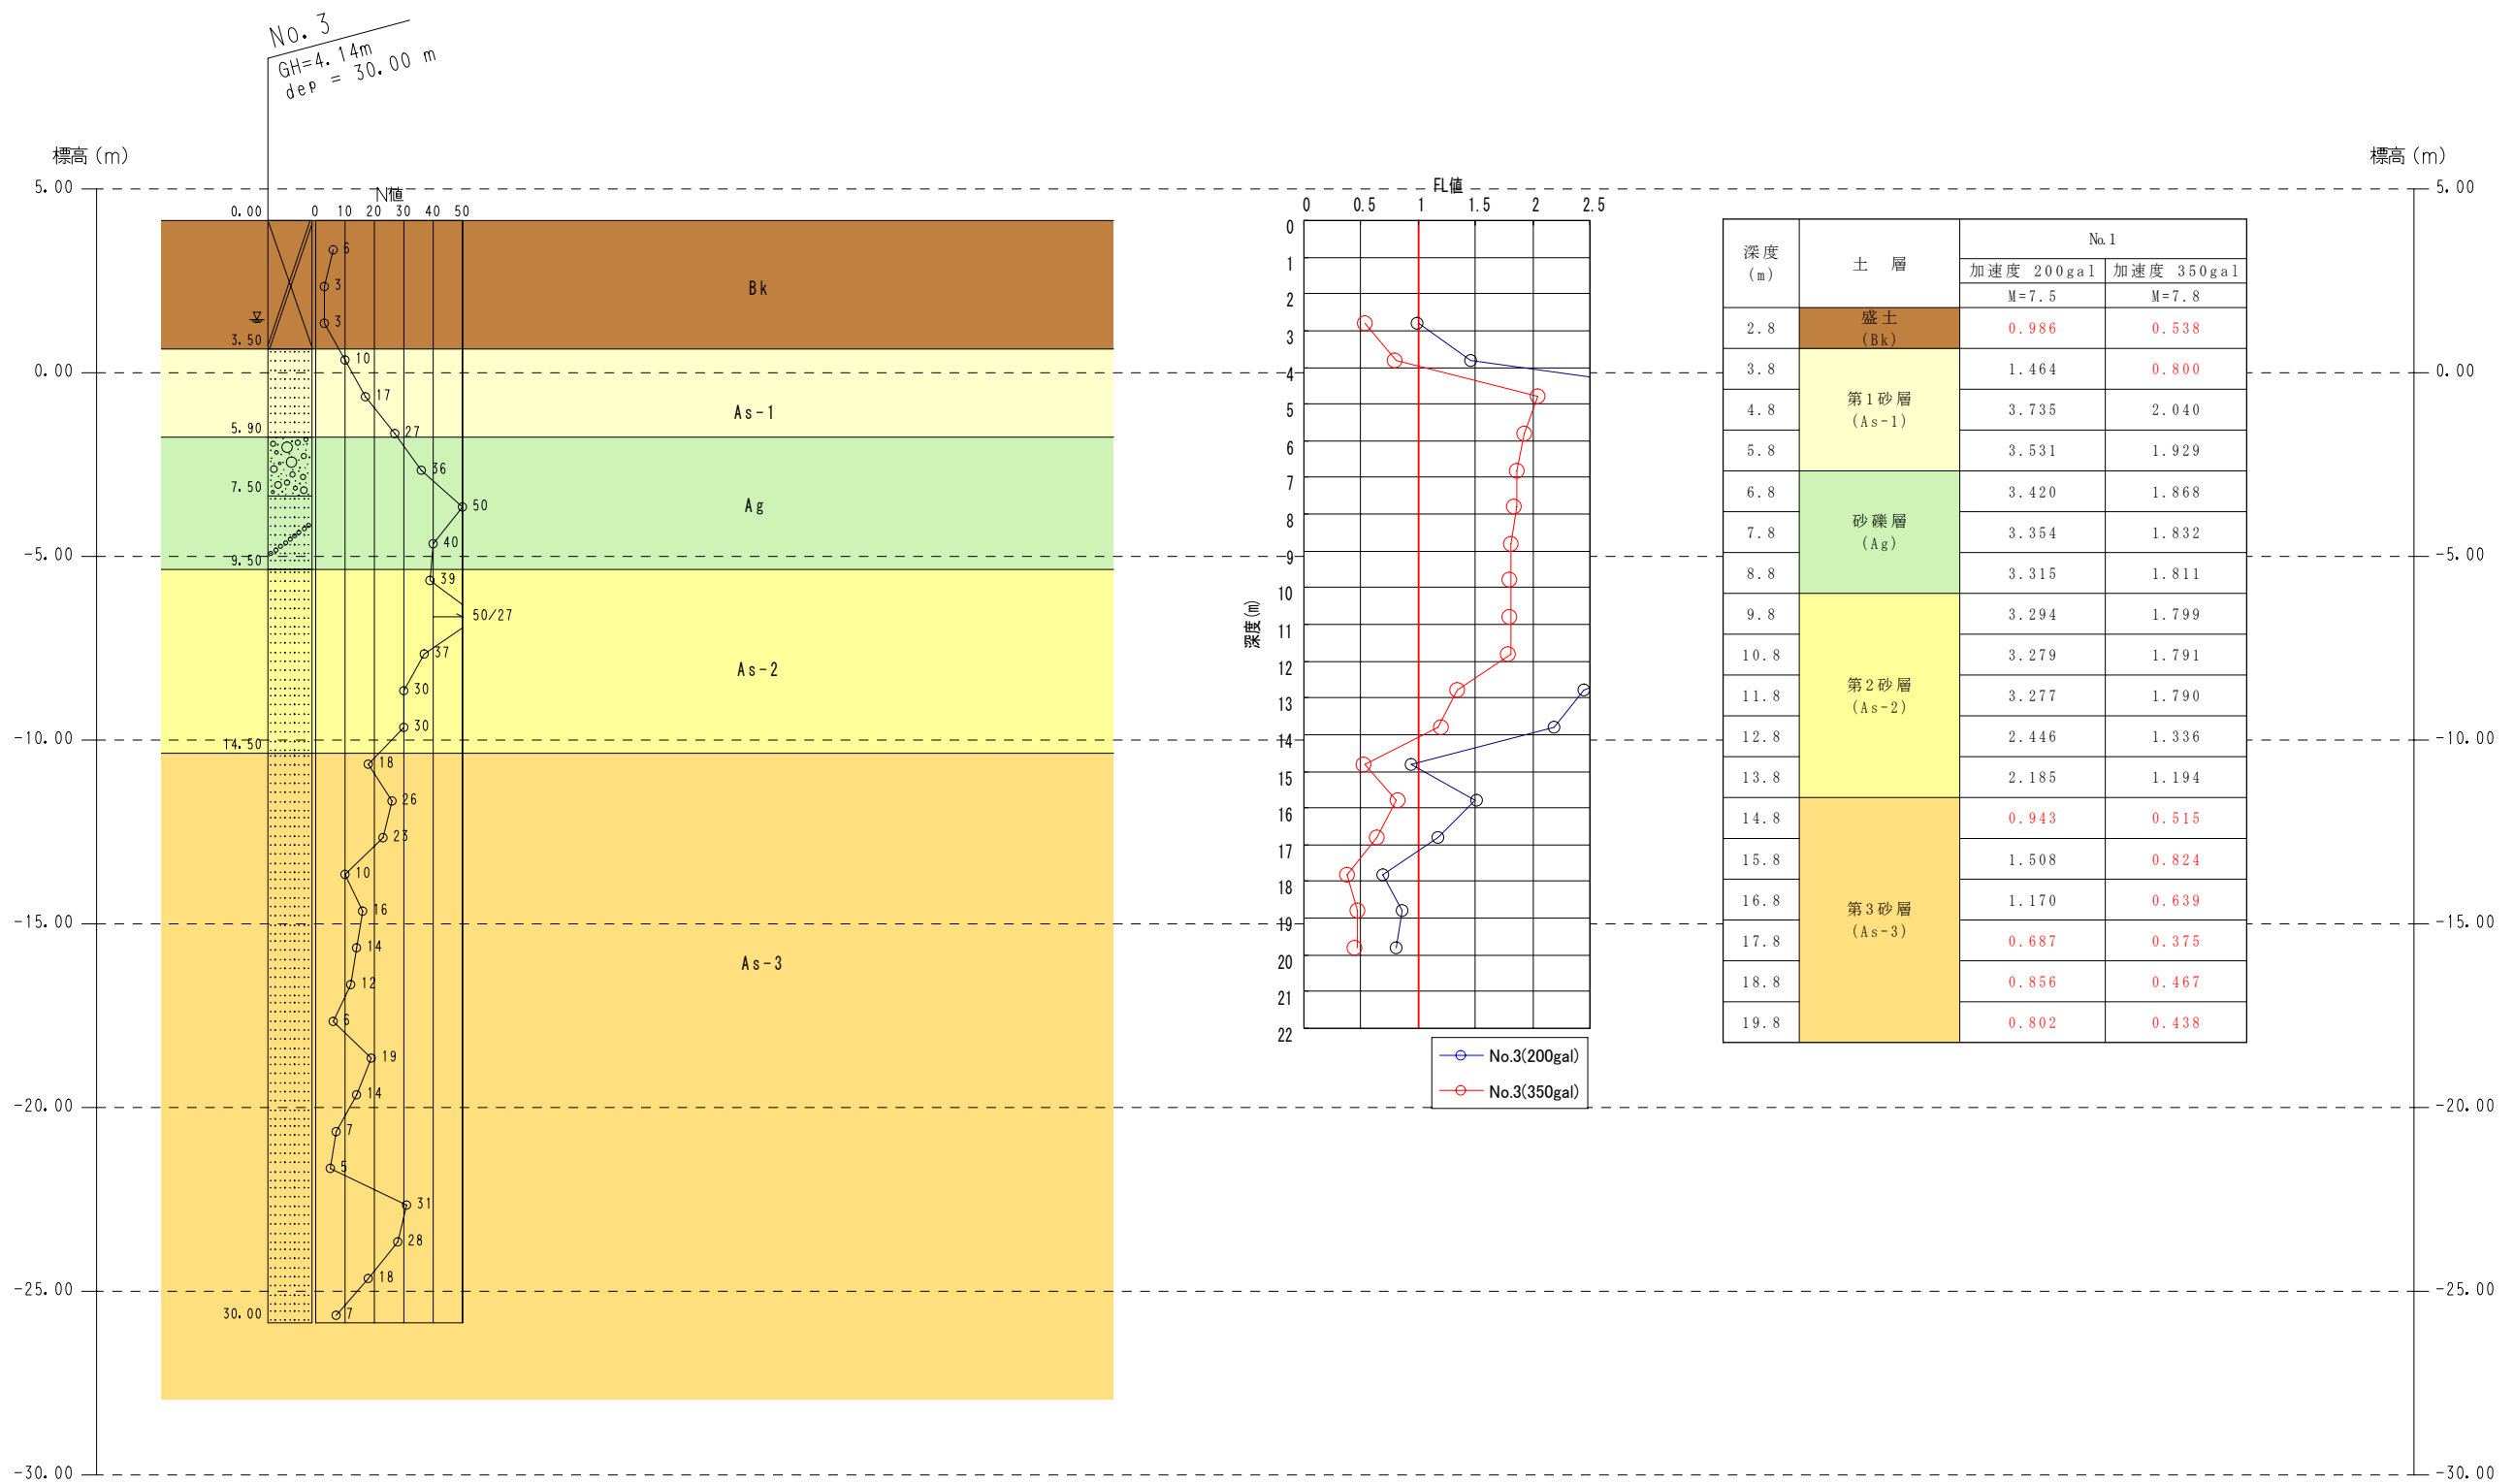 No. 3
GH=4.14m
dep = 30.00 m
標高(m)
標高(m)
5.00
0.00
-5.00
-10.00
-15.00
-20.00
-25.00
-30.00
N値
0.00 0 10 20 30 40 50
6
3
3
3.50
10
17
27
5.90
36
7.50
50
40
9.50
39
50/27
37
30
30
14.50
18
26
23
10
16
14
12
6
19
14
7
5
31
28
18
30.00
7
Bk
As-1
Ag
As-2
As-3
FL値
0 0.5 1 1.5 2 2.5
深度(m)
0
1
2
3
4
5
6
7
8
9
10
11
12
13
14
15
16
17
18
19
20
21
22
No.3(200gal)
No.3(350gal)
深度(m) 土 層 No.1
加速度 200gal 加速度 350gal
M=7.5 M=7.8
2.8 盛土(Bk) 0.986 0.538
3.8 第1砂層(As-1) 1.464 0.800
4.8 3.735 2.040
5.8 3.531 1.929
6.8 砂礫層(Ag) 3.420 1.868
7.8 3.354 1.832
8.8 3.315 1.811
9.8 第2砂層(As-2) 3.294 1.799
10.8 3.279 1.791
11.8 3.277 1.790
12.8 2.446 1.336
13.8 2.185 1.194
14.8 第3砂層(As-3) 0.943 0.515
15.8 1.508 0.824
16.8 1.170 0.639
17.8 0.687 0.375
18.8 0.856 0.467
19.8 0.802 0.438
5.00
0.00
-5.00
-10.00
-15.00
-20.00
-25.00
-30.00